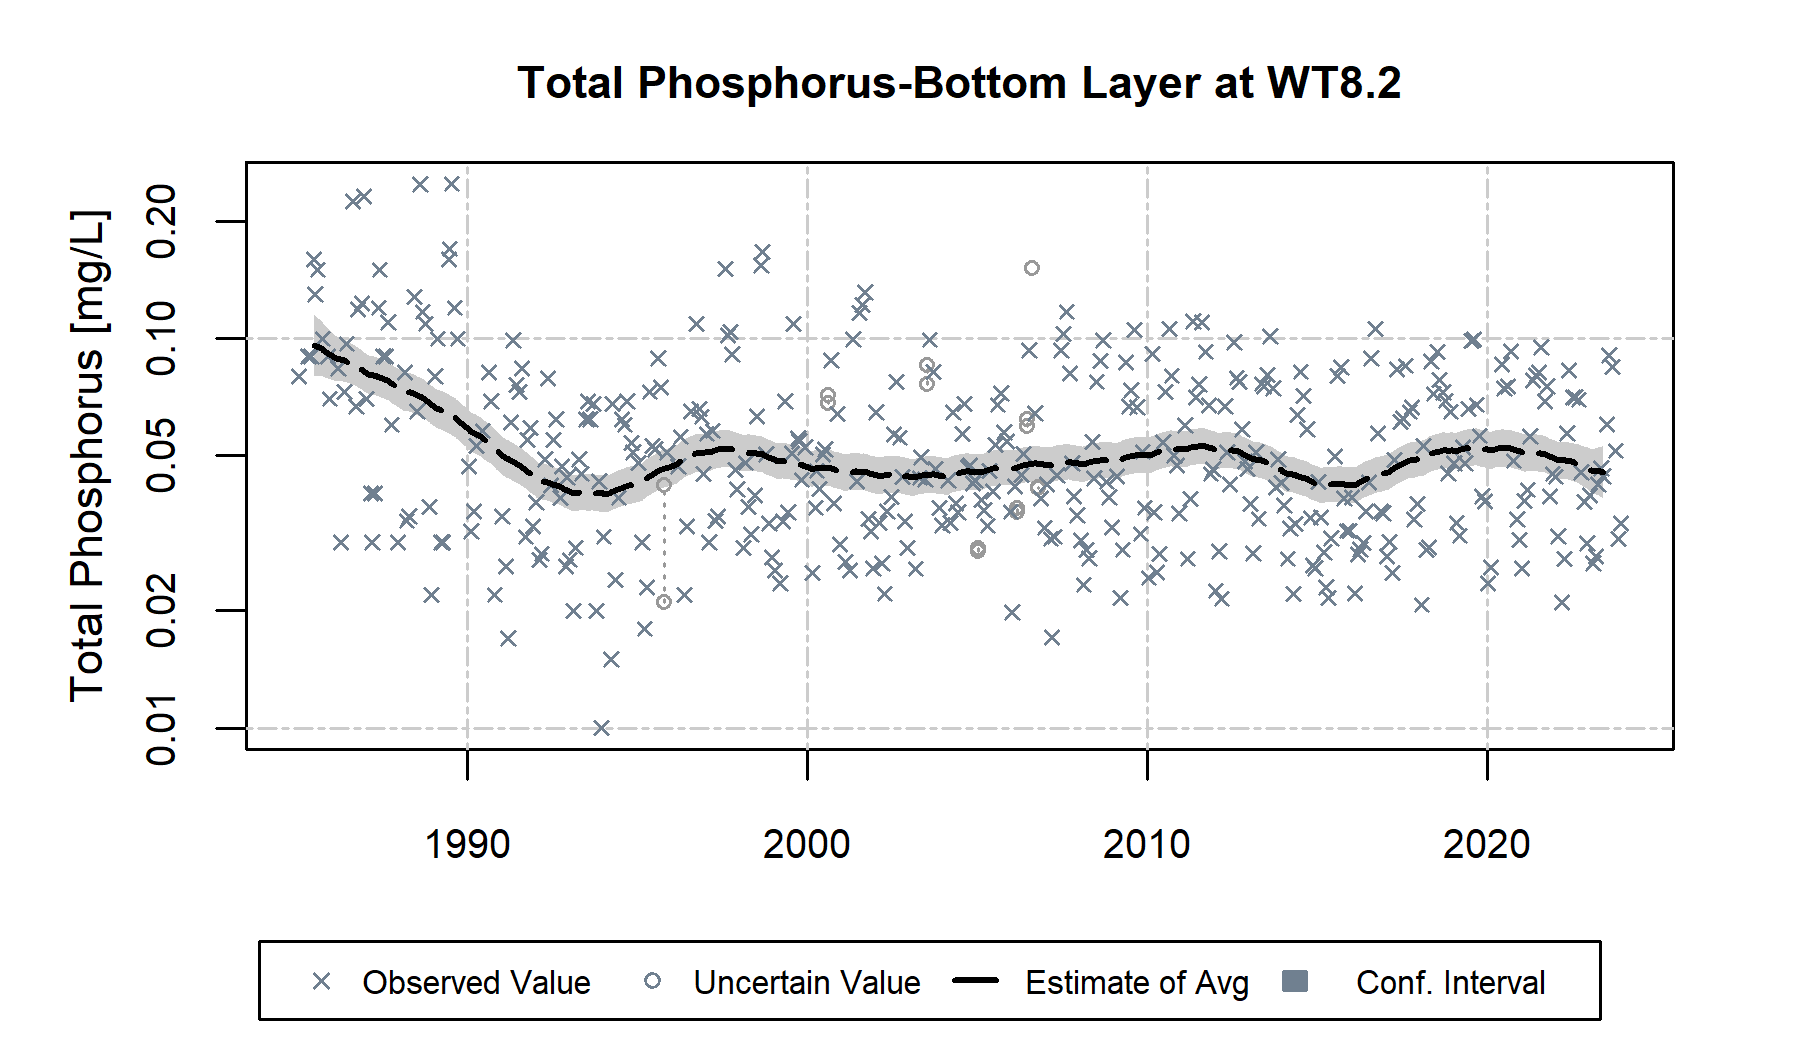 Total Phosphorus-Bottom Layer at WT8.2
Total Phosphorus [mg/L]
0.20
0.10
0.05
0.02
0.01
1990 2000 2010 2020
Observed Value Uncertain Value Estimate of Avg Conf. Interval